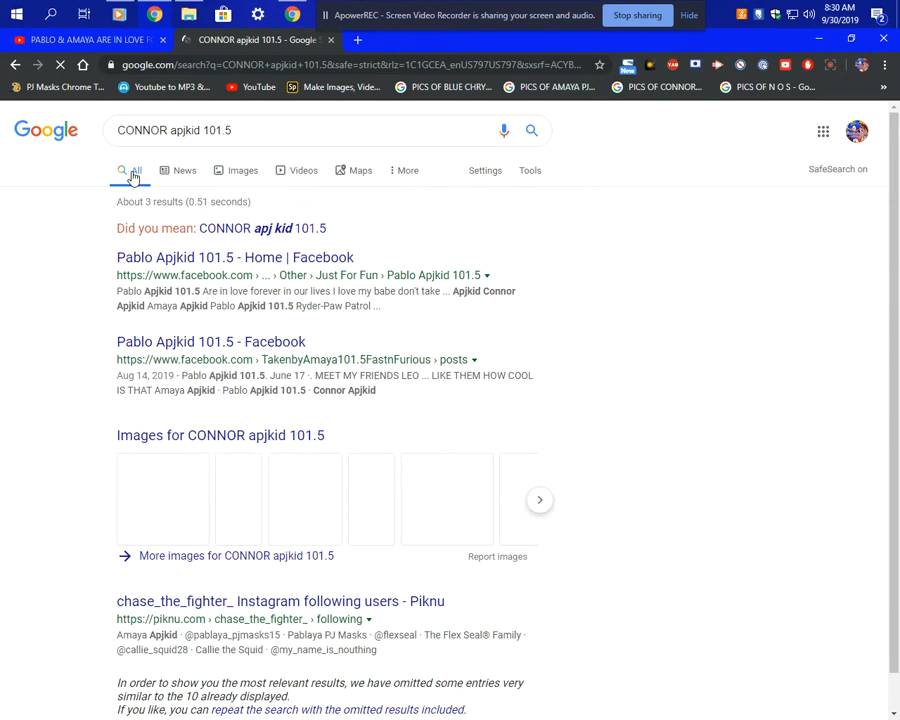 ApowerREC - Screen Video Recorder is sharing your screen and audio. Stop sharing Hide
8:30 AM
9/30/2019
2
PABLO & AMAYA ARE IN LOVE FO
CONNOR apjkid 101.5 - Google S
google.com/search?q=CONNOR+apjkid+101.5&safe=strict&rlz=1C1GCEA_enUS797US797&sxsrf=ACYB...
New
PJ Masks Chrome T...
Youtube to MP3 &...
YouTube
Sp Make Images, Vide...
PICS OF BLUE CHRY...
PICS OF AMAYA PJ...
PICS OF CONNOR...
PICS OF N O S - Go...
Google
CONNOR apjkid 101.5
All News Images Videos Maps More Settings Tools
SafeSearch on
About 3 results (0.51 seconds)
Did you mean: CONNOR apj kid 101.5
Pablo Apjkid 101.5 - Home | Facebook
https://www.facebook.com › ... › Other › Just For Fun › Pablo Apjkid 101.5
Pablo Apjkid 101.5 Are in love forever in our lives I love my babe don't take ... Apjkid Connor
Apjkid Amaya Apjkid Pablo Apjkid 101.5 Ryder-Paw Patrol ...
Pablo Apjkid 101.5 - Facebook
https://www.facebook.com › TakenbyAmaya101.5FastnFurious › posts
Aug 14, 2019 - Pablo Apjkid 101.5. June 17 ·. MEET MY FRIENDS LEO ... LIKE THEM HOW COOL
IS THAT Amaya Apjkid · Pablo Apjkid 101.5 · Connor Apjkid
Images for CONNOR apjkid 101.5
More images for CONNOR apjkid 101.5
Report images
chase_the_fighter_ Instagram following users - Piknu
https://piknu.com › chase_the_fighter_ › following
Amaya Apjkid · @pablaya_pjmasks15 · Pablaya PJ Masks · @flexseal · The Flex Seal® Family ·
@callie_squid28 · Callie the Squid · @my_name_is_nouthing
In order to show you the most relevant results, we have omitted some entries very
similar to the 10 already displayed.
If you like, you can repeat the search with the omitted results included.